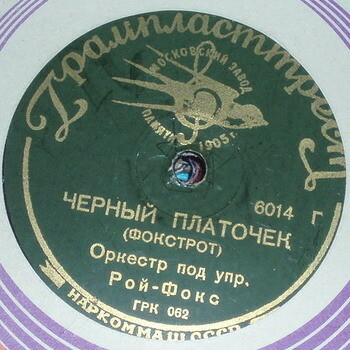 Грампласттрест
МОСКОВСКИЙ ЗАВОД
ПАМЯТИ 1905 г.
ЧЕРНЫЙ ПЛАТОЧЕК
6014 Г
(ФОКСТРОТ)
Оркестр под упр.
Рой-Фокс
ГРК 062
НАРКОММАШ СССР